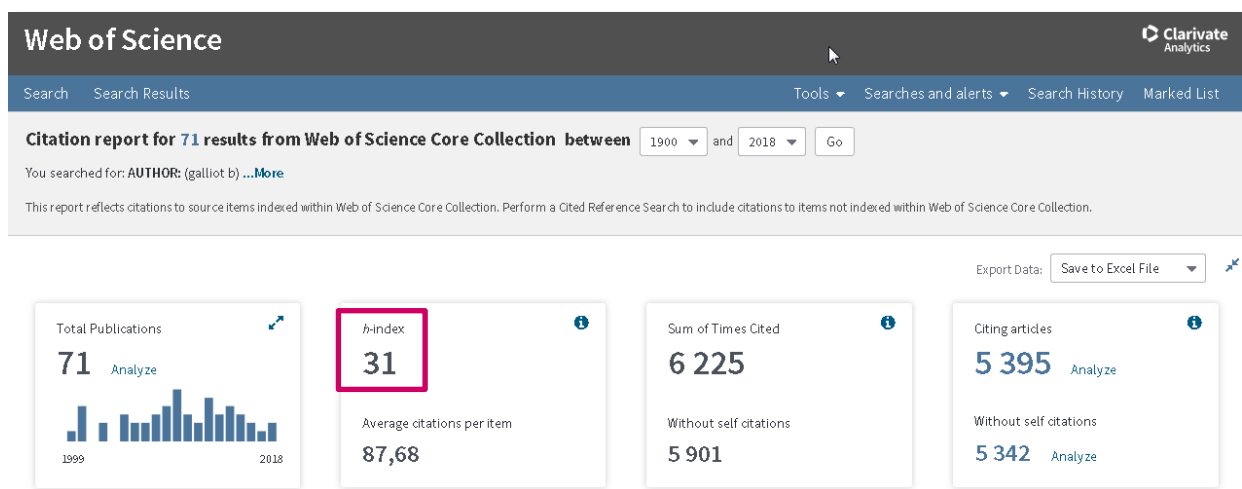 Web of Science
Clarivate
Analytics
Search Search Results Tools Searches and alerts Search History Marked List
Citation report for 71 results from Web of Science Core Collection between 1900 and 2018 Go
You searched for: AUTHOR: (galliot b) ...More
This report reflects citations to source items indexed within Web of Science Core Collection. Perform a Cited Reference Search to include citations to items not indexed within Web of Science Core Collection.
Export Data: Save to Excel File
Total Publications
71 Analyze
1999 2018
h-index
31
Average citations per item
87,68
Sum of Times Cited
6 225
Without self citations
5 901
Citing articles
5 395 Analyze
Without self citations
5 342 Analyze